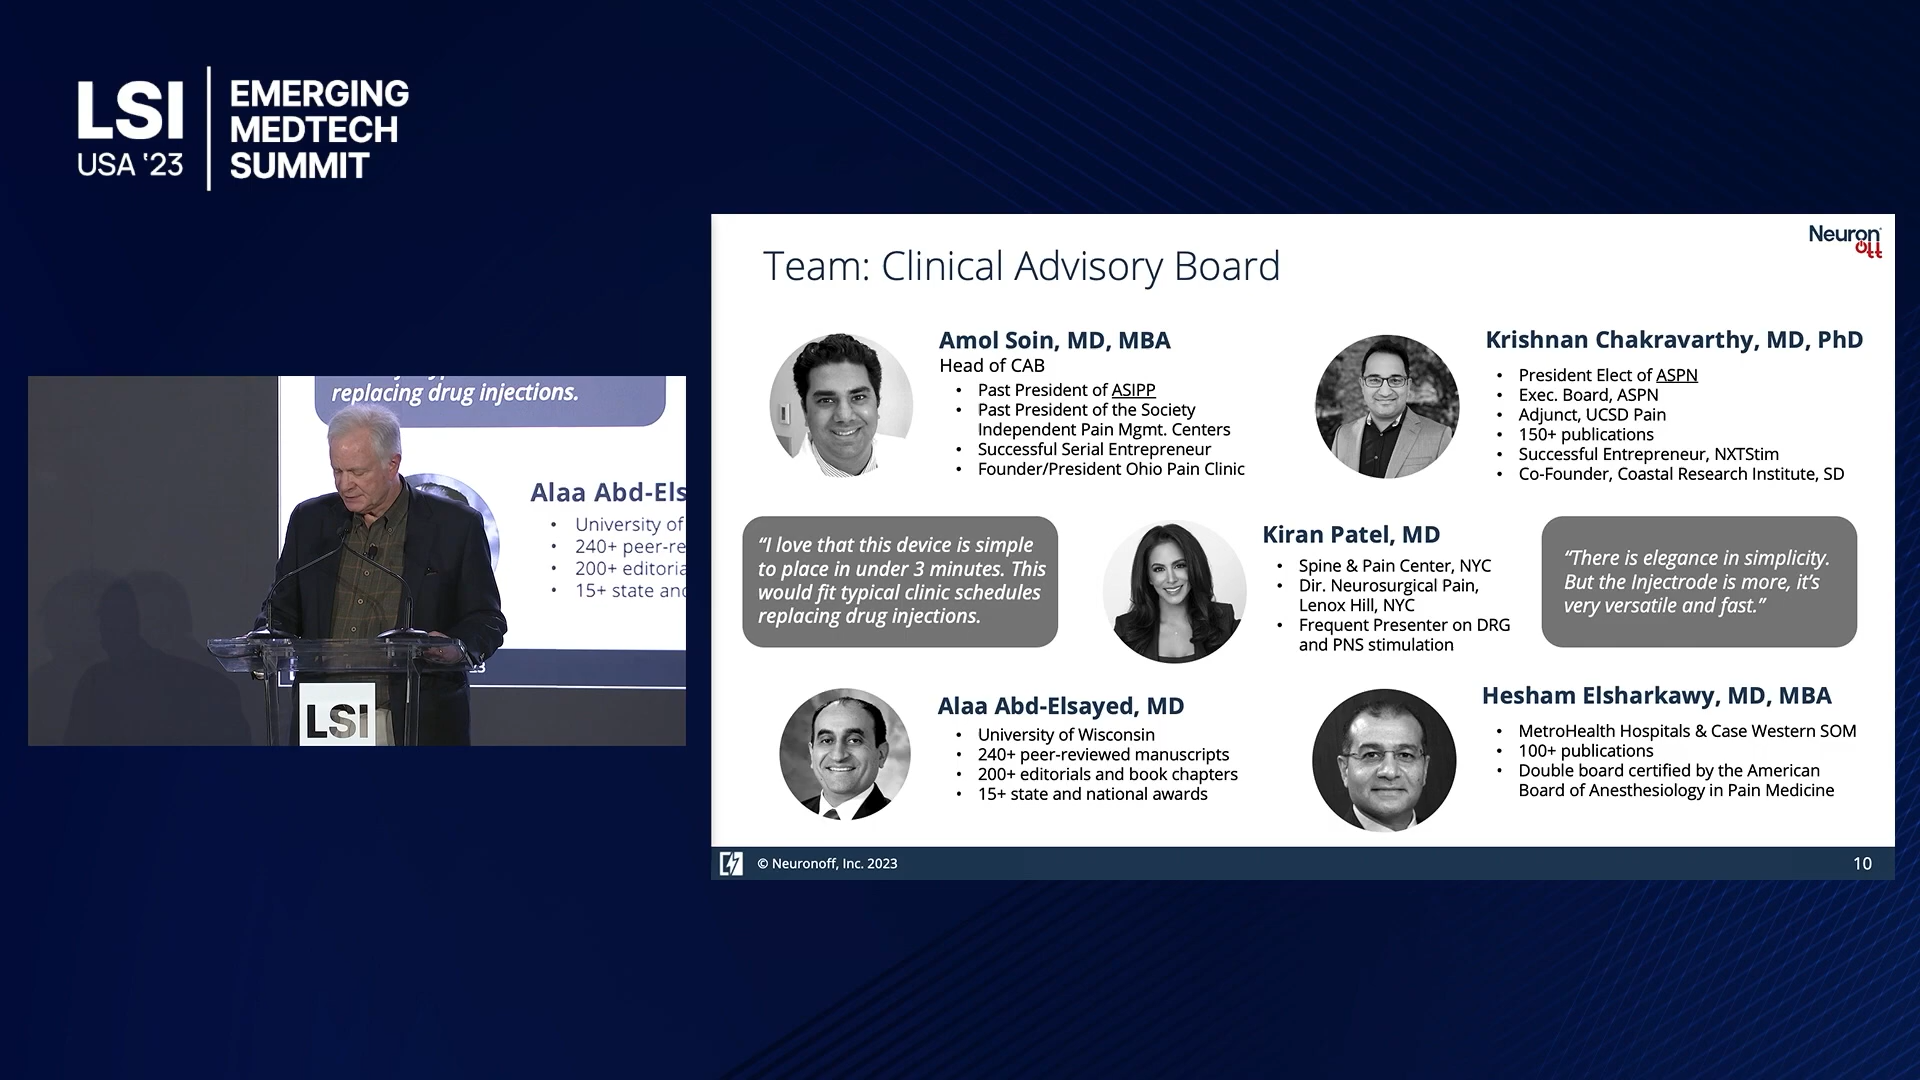 LSI
USA '23
EMERGING
MEDTECH
SUMMIT
replacing drug injections.
Alaa Abd-Els
• University of
• 240+ peer-re
• 200+ editoria
• 15+ state and
23
LSI
Neuron
off
Team: Clinical Advisory Board
Amol Soin, MD, MBA
Head of CAB
• Past President of ASIPP
• Past President of the Society
Independent Pain Mgmt. Centers
• Successful Serial Entrepreneur
• Founder/President Ohio Pain Clinic
Krishnan Chakravarthy, MD, PhD
• President Elect of ASPN
• Exec. Board, ASPN
• Adjunct, UCSD Pain
• 150+ publications
• Successful Entrepreneur, NXTStim
• Co-Founder, Coastal Research Institute, SD
“I love that this device is simple
to place in under 3 minutes. This
would fit typical clinic schedules
replacing drug injections.
Kiran Patel, MD
• Spine & Pain Center, NYC
• Dir. Neurosurgical Pain,
Lenox Hill, NYC
• Frequent Presenter on DRG
and PNS stimulation
“There is elegance in simplicity.
But the Injectrode is more, it’s
very versatile and fast.”
Alaa Abd-Elsayed, MD
• University of Wisconsin
• 240+ peer-reviewed manuscripts
• 200+ editorials and book chapters
• 15+ state and national awards
Hesham Elsharkawy, MD, MBA
• MetroHealth Hospitals & Case Western SOM
• 100+ publications
• Double board certified by the American
Board of Anesthesiology in Pain Medicine
© Neuronoff, Inc. 2023
10